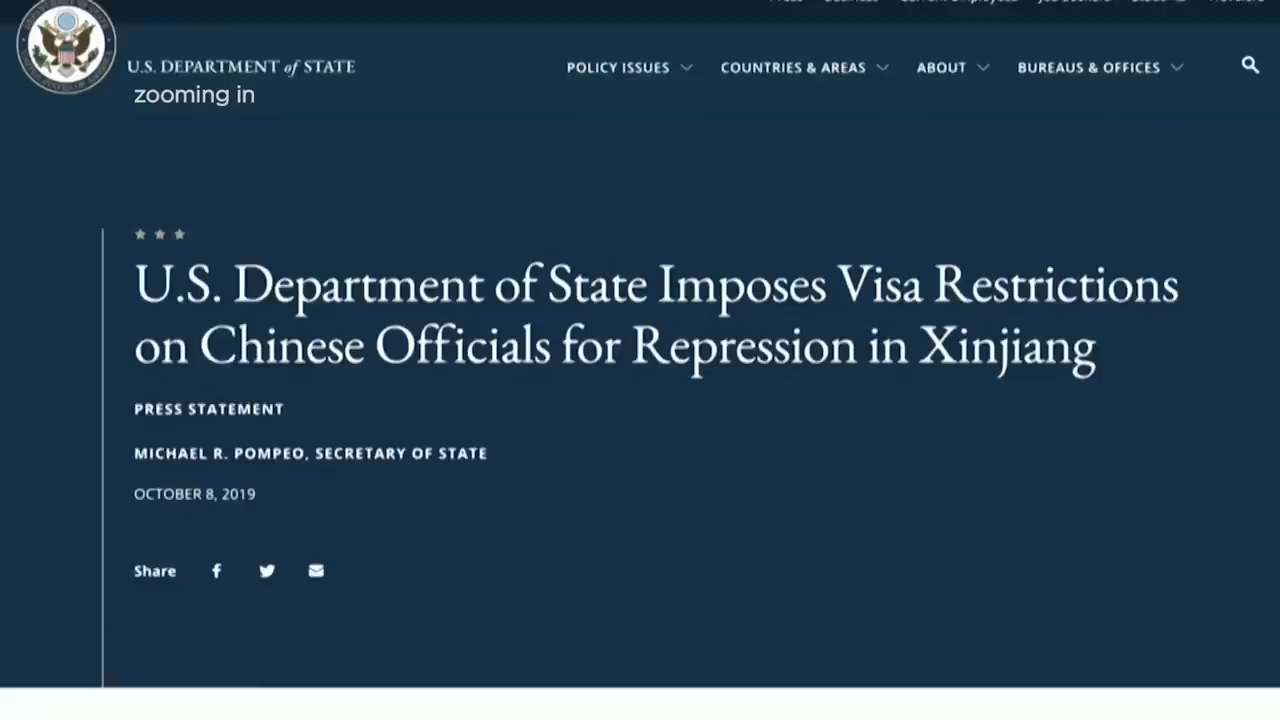 U.S. DEPARTMENT of STATE
POLICY ISSUES
COUNTRIES & AREAS
ABOUT
BUREAUS & OFFICES
zooming in
U.S. Department of State Imposes Visa Restrictions
on Chinese Officials for Repression in Xinjiang
PRESS STATEMENT
MICHAEL R. POMPEO, SECRETARY OF STATE
OCTOBER 8, 2019
Share